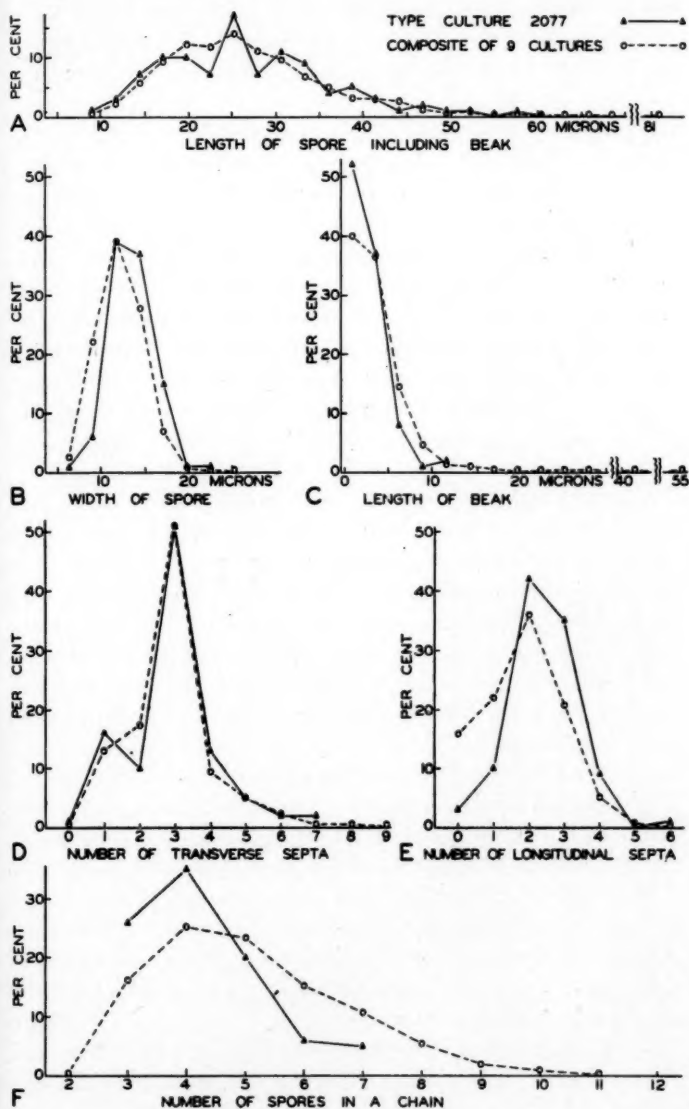 TYPE CULTURE 2077
COMPOSITE OF 9 CULTURES
PER CENT
10
0
10 20 30 40 50 60 MICRONS 81
A LENGTH OF SPORE INCLUDING BEAK
PER CENT
50
40
30
20
10
0
10 20 MICRONS
B WIDTH OF SPORE
PER CENT
50
40
30
20
10
0
0 10 20 MICRONS 40 55
C LENGTH OF BEAK
PER CENT
50
40
30
20
10
0
0 1 2 3 4 5 6 7 8 9
D NUMBER OF TRANSVERSE SEPTA
PER CENT
50
40
30
20
10
0
0 1 2 3 4 5 6
E NUMBER OF LONGITUDINAL SEPTA
PER CENT
30
20
10
0
2 3 4 5 6 7 8 9 10 11 12
F NUMBER OF SPORES IN A CHAIN